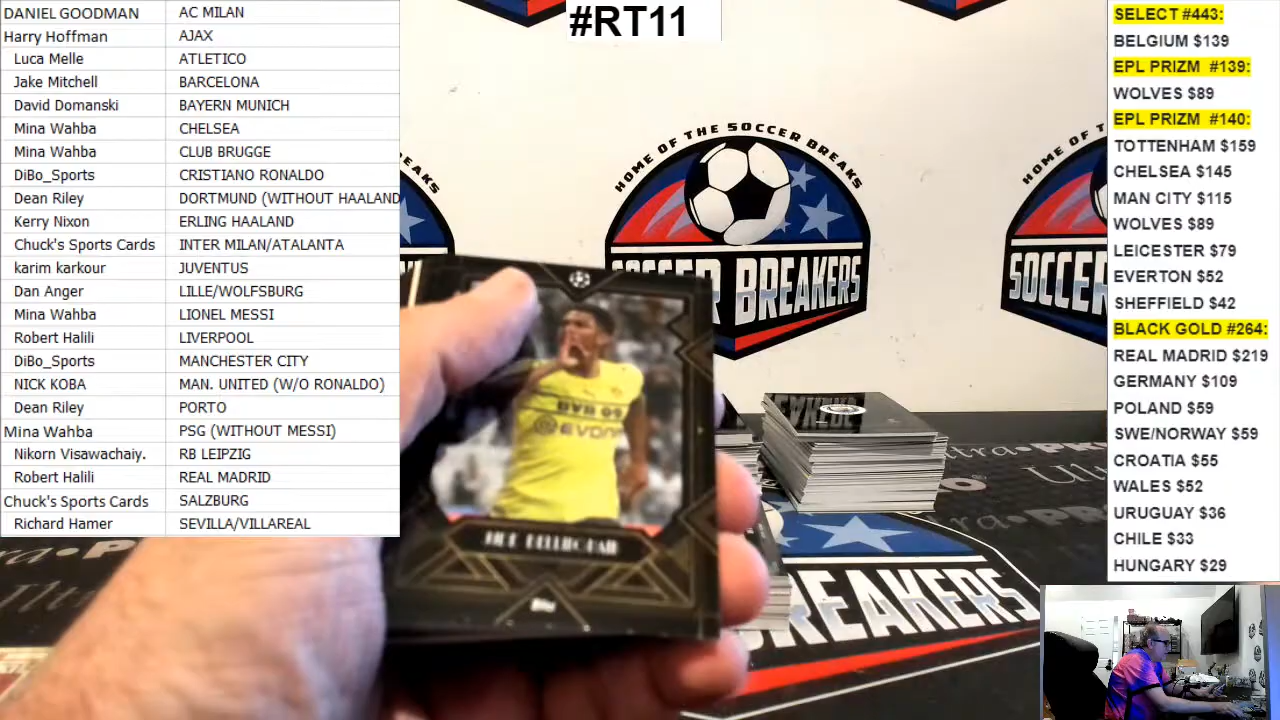 #RT11
DANIEL GOODMAN AC MILAN
Harry Hoffman AJAX
Luca Melle ATLETICO
Jake Mitchell BARCELONA
David Domanski BAYERN MUNICH
Mina Wahba CHELSEA
Mina Wahba CLUB BRUGGE
DiBo_Sports CRISTIANO RONALDO
Dean Riley DORTMUND (WITHOUT HAALAND
Kerry Nixon ERLING HAALAND
Chuck's Sports Cards INTER MILAN/ATALANTA
karim karkour JUVENTUS
Dan Anger LILLE/WOLFSBURG
Mina Wahba LIONEL MESSI
Robert Halili LIVERPOOL
DiBo_Sports MANCHESTER CITY
NICK KOBA MAN. UNITED (W/O RONALDO)
Dean Riley PORTO
Mina Wahba PSG (WITHOUT MESSI)
Nikorn Visawachaiy. RB LEIPZIG
Robert Halili REAL MADRID
Chuck's Sports Cards SALZBURG
Richard Hamer SEVILLA/VILLAREAL
HOME OF THE SOCCER BREAKS
SOCCER BREAKERS
EAKS
HOME OF TH
SOCCE
BVB 09
EVONI
BREAKERS
SELECT #443:
BELGIUM $139
EPL PRIZM #139:
WOLVES $89
EPL PRIZM #140:
TOTTENHAM $159
CHELSEA $145
MAN CITY $115
WOLVES $89
LEICESTER $79
EVERTON $52
SHEFFIELD $42
BLACK GOLD #264:
REAL MADRID $219
GERMANY $109
POLAND $59
SWE/NORWAY $59
CROATIA $55
WALES $52
URUGUAY $36
CHILE $33
HUNGARY $29